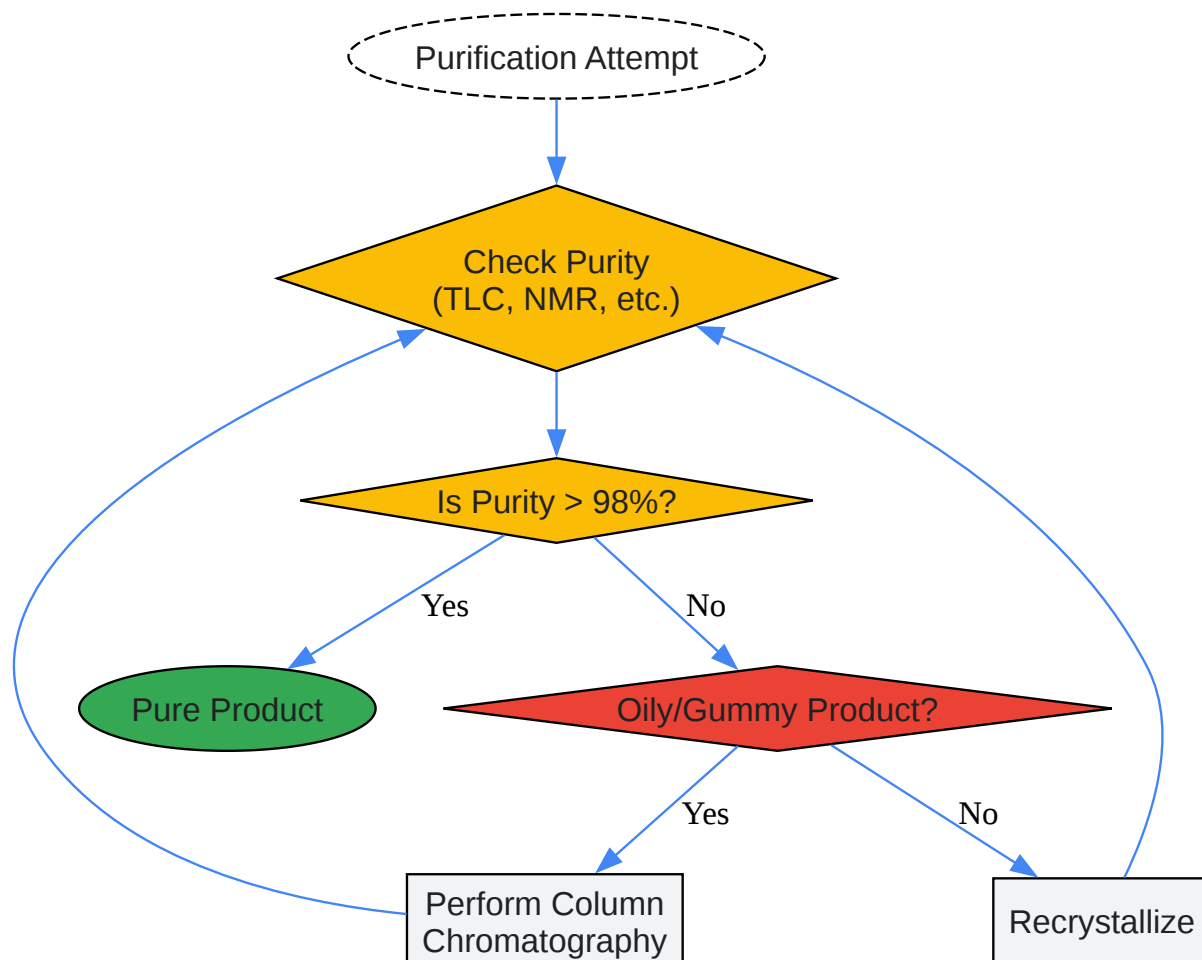 Purification Attempt
Check Purity
(TLC, NMR, etc.)
Is Purity > 98%?
Yes
No
Pure Product
Oily/Gummy Product?
Yes
No
Perform Column
Chromatography
Recrystallize